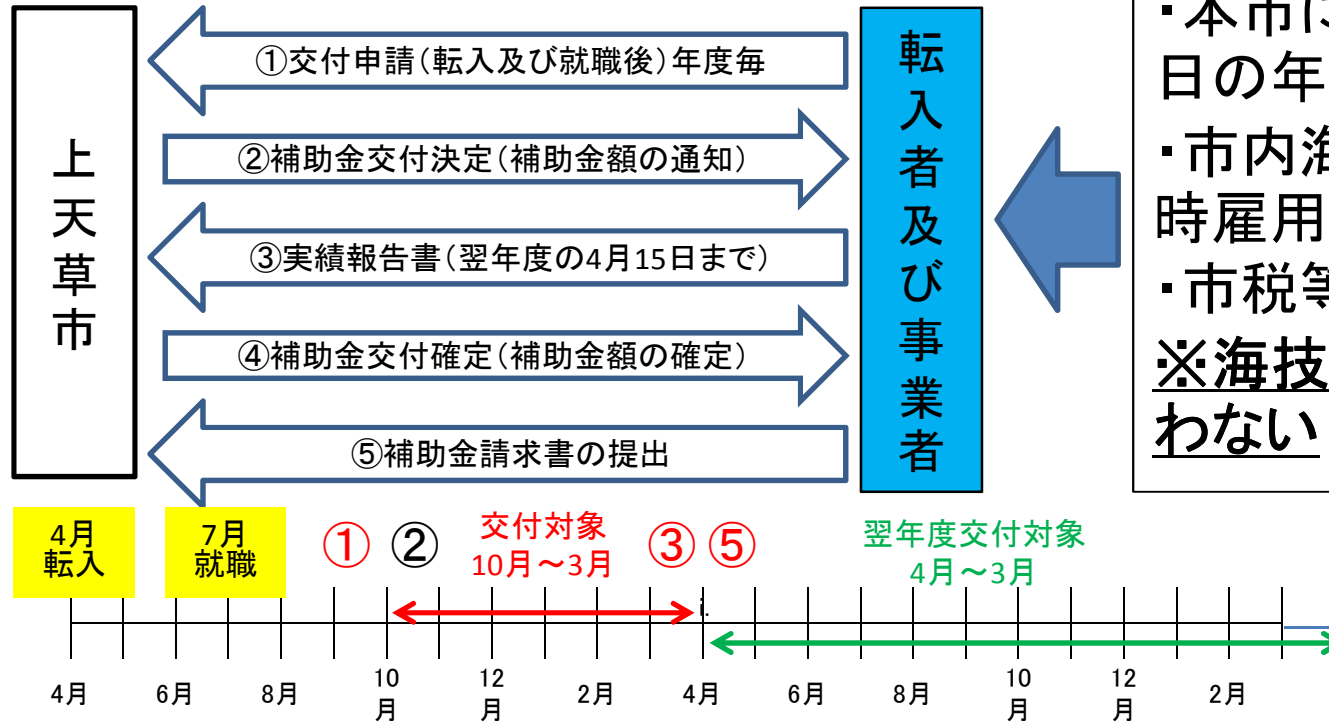 上天草市
①交付申請(転入及び就職後)年度毎
②補助金交付決定(補助金額の通知)
③実績報告書(翌年度の4月15日まで)
④補助金交付確定(補助金額の確定)
⑤補助金請求書の提出
転入者及び事業者
・本市に
日の年
・市内海
時雇用
・市税等
※海技
わない
4月
転入
7月
就職
①
②
交付対象
10月～3月
③
⑤
翌年度交付対象
4月～3月
4月
6月
8月
10
月
12
月
2月
4月
6月
8月
10
月
12
月
2月